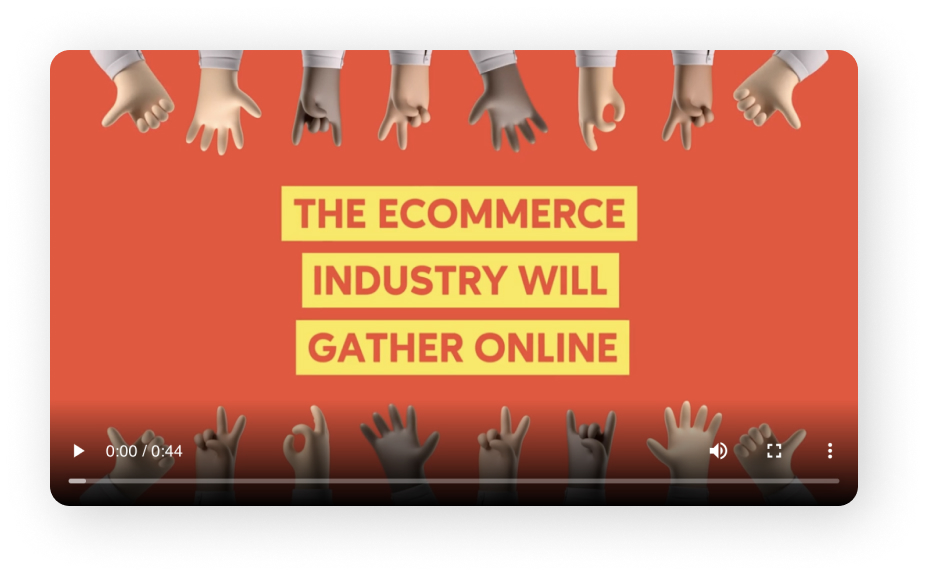 THE ECOMMERCE
INDUSTRY WILL
GATHER ONLINE
0:00 / 0:44